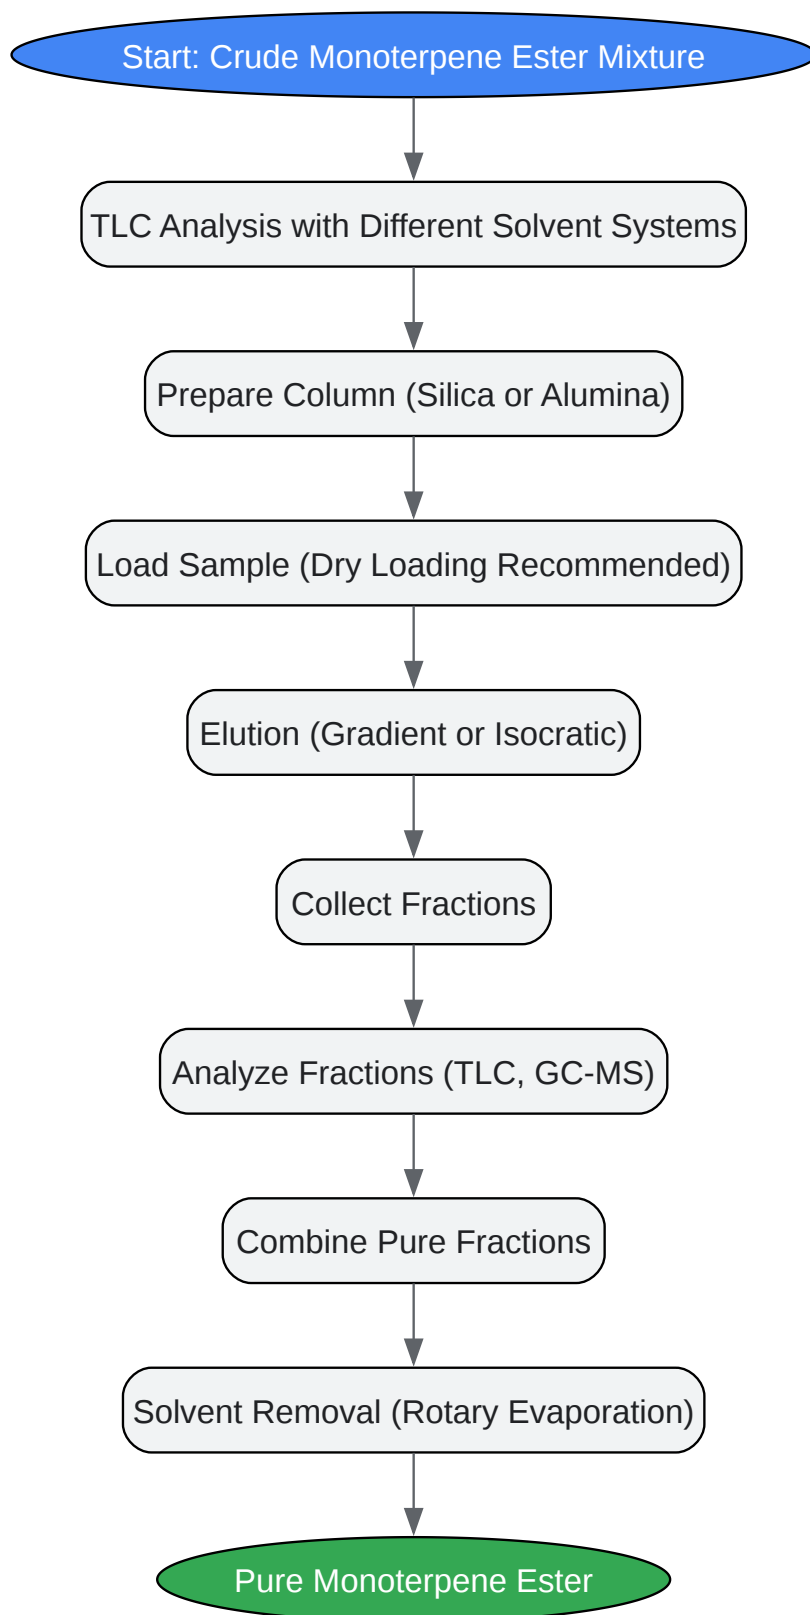 Start: Crude Monoterpene Ester Mixture
TLC Analysis with Different Solvent Systems
Prepare Column (Silica or Alumina)
Load Sample (Dry Loading Recommended)
Elution (Gradient or Isocratic)
Collect Fractions
Analyze Fractions (TLC, GC-MS)
Combine Pure Fractions
Solvent Removal (Rotary Evaporation)
Pure Monoterpene Ester